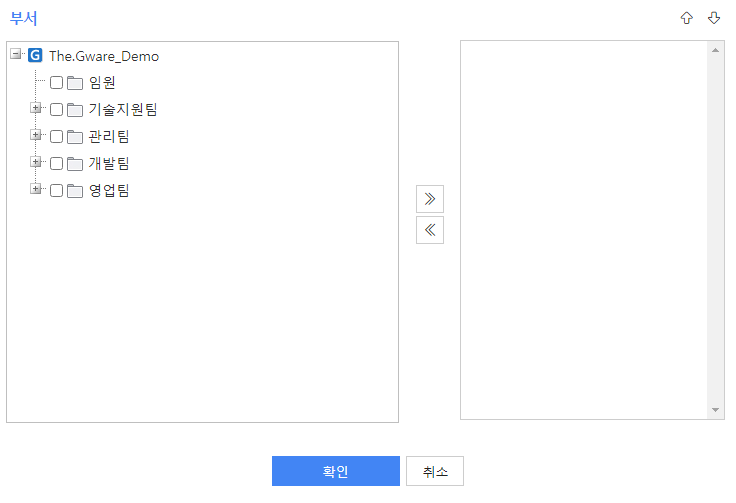 부서
The.Gware_Demo
임원
기술지원팀
관리팀
개발팀
영업팀
확인
취소